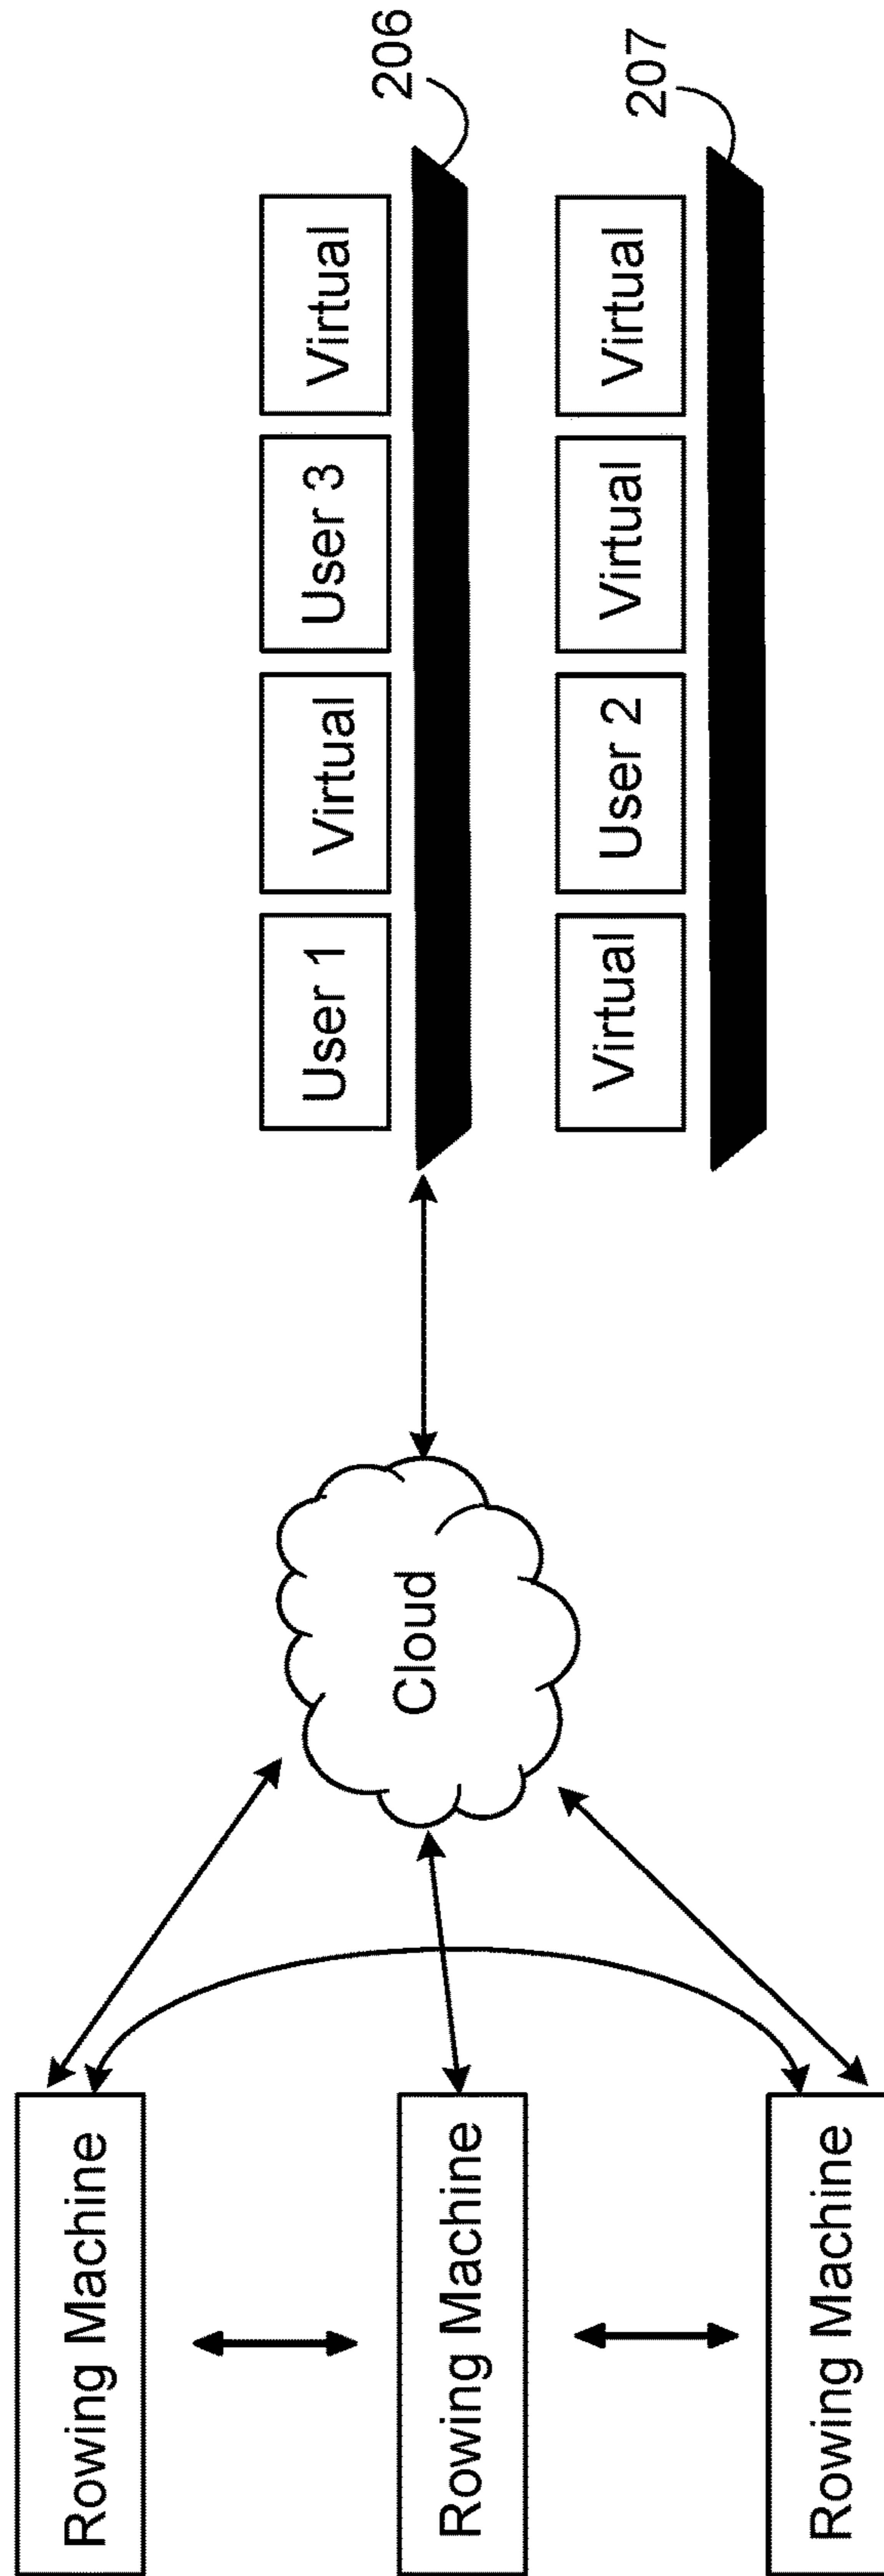 Rowing Machine
Rowing Machine
Rowing Machine
Cloud
User 1
Virtual
User 3
Virtual
206
Virtual
User 2
Virtual
Virtual
207